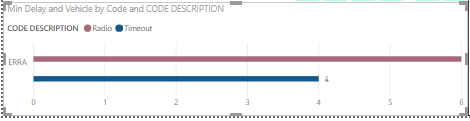 Min Delay and Vehicle by Code and CODE DESCRIPTION
CODE DESCRIPTION Radio Timeout
ERRA
4
0 1 2 3 4 5 6